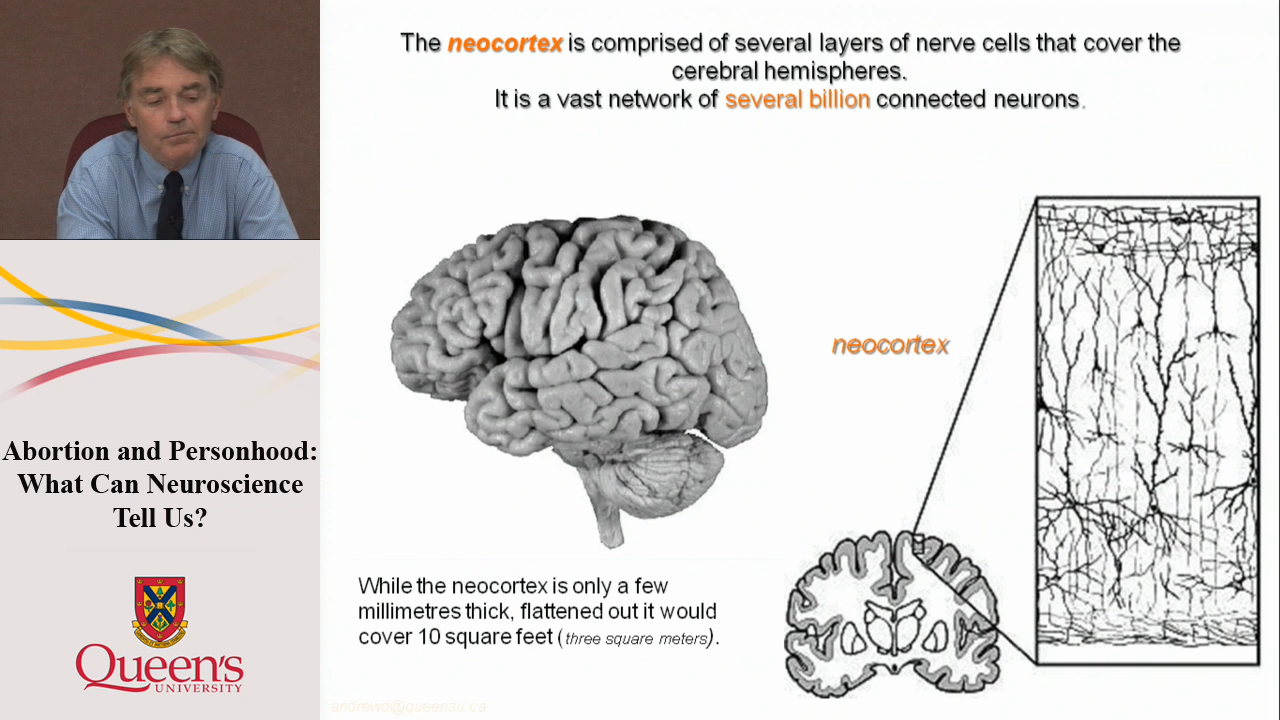 The neocortex is comprised of several layers of nerve cells that cover the
cerebral hemispheres.
It is a vast network of several billion connected neurons.
neocortex
While the neocortex is only a few
millimetres thick, flattened out it would
cover 10 square feet (three square meters).
andrewd@queensu.ca
Abortion and Personhood:
What Can Neuroscience
Tell Us?
Queen's
UNIVERSITY